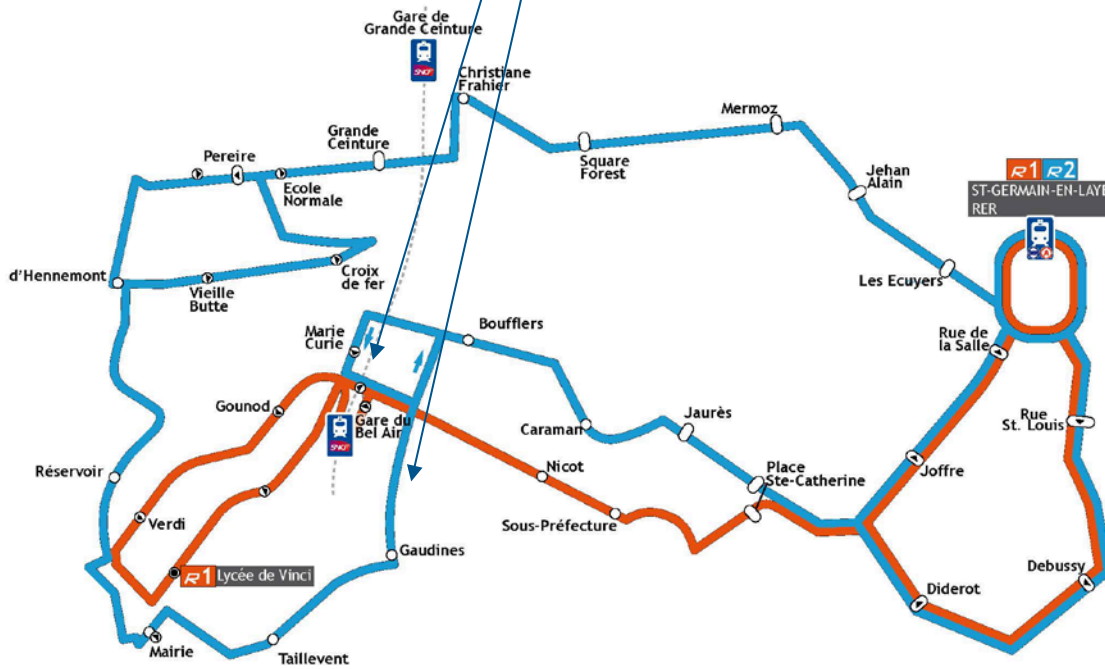 Gare de
Grande Ceinture
SNCF
Christiane
Frahier
Mermoz
Grande
Ceinture
Square
Forest
Pereire
Ecole
Normale
Jehan
Alain
R1 R2
ST-GERMAIN-EN-LAYE
RER
A
d'Hennemont
Vieille
Butte
Croix
de fer
Les Ecuyers
Marie
Curie
Boufflers
Rue de
la Salle
Gounod
Gare du
Bel Air
SNCF
Caraman
Jaurès
Rue
St. Louis
Réservoir
Nicot
Place
Ste-Catherine
Joffre
Verdi
Sous-Préfecture
Gaudines
R1 Lycée de Vinci
Diderot
Debussy
Mairie
Taillevent